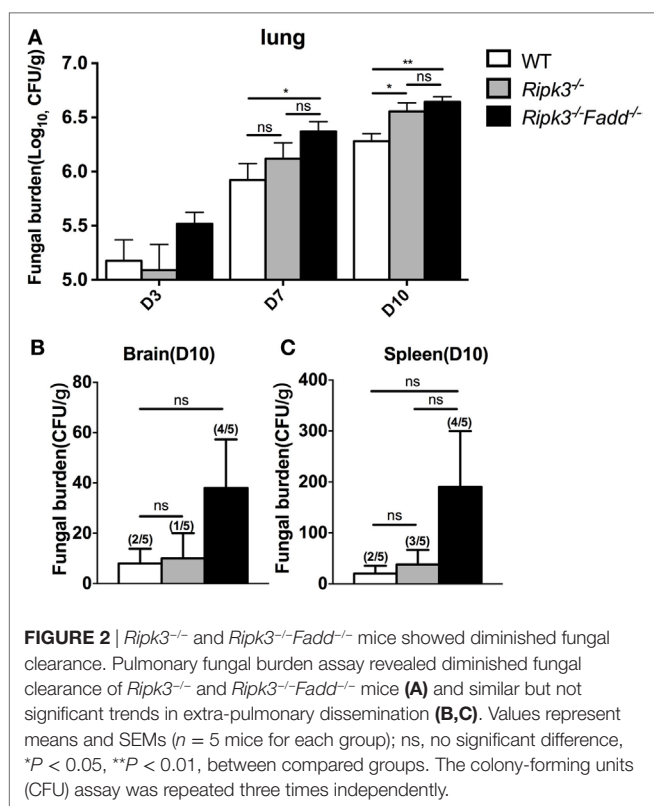 A
lung
WT
Ripk3-/-
Ripk3-/-Fadd-/-
Fungal burden(Log10, CFU/g)
7.0
6.5
6.0
5.5
5.0
*
ns
ns
**
*
ns
D3
D7
D10
B
Brain(D10)
Fungal burden(CFU/g)
80
60
40
20
0
ns
ns
(2/5)
(1/5)
(4/5)
C
Spleen(D10)
Fungal burden(CFU/g)
400
300
200
100
0
ns
ns
ns
(2/5)
(3/5)
(4/5)
FIGURE 2 | Ripk3−/− and Ripk3−/−Fadd−/− mice showed diminished fungal
clearance. Pulmonary fungal burden assay revealed diminished fungal
clearance of Ripk3−/− and Ripk3−/−Fadd−/− mice (A) and similar but not
significant trends in extra-pulmonary dissemination (B,C). Values represent
means and SEMs (n = 5 mice for each group); ns, no significant difference,
*P < 0.05, **P < 0.01, between compared groups. The colony-forming units
(CFU) assay was repeated three times independently.